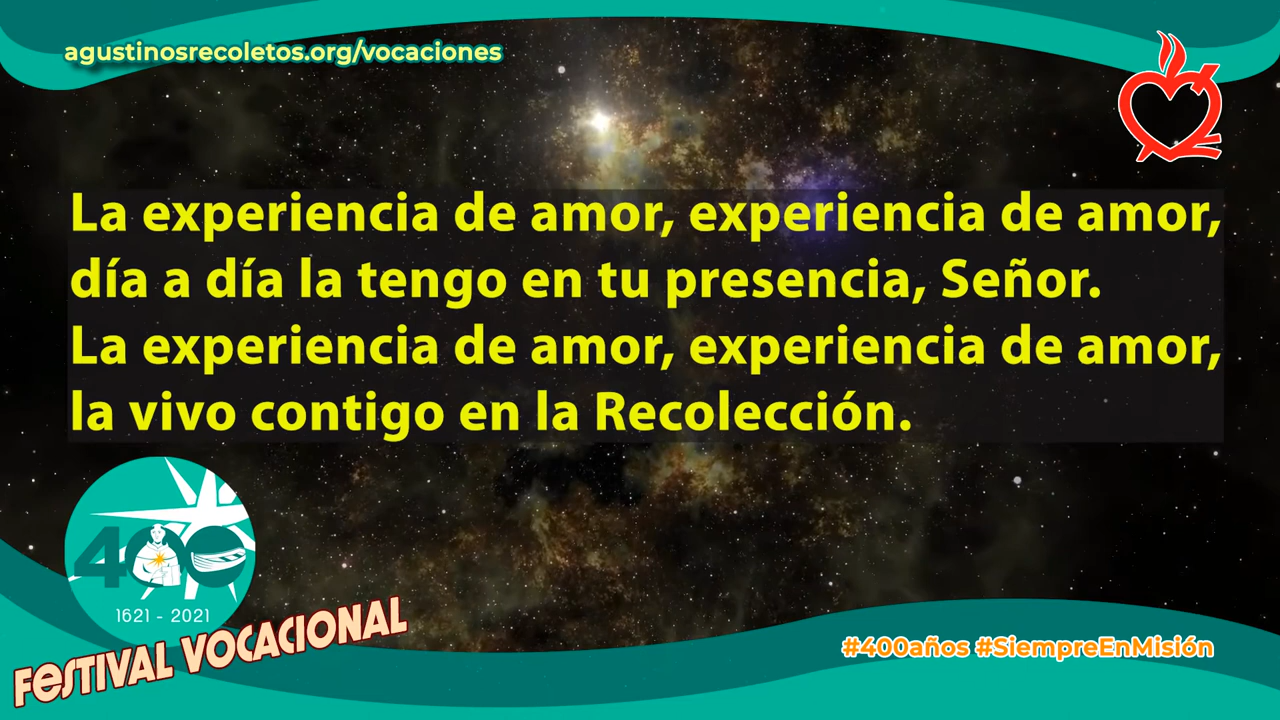 agustinosrecoletos.org/vocaciones
La experiencia de amor, experiencia de amor,
día a día la tengo en tu presencia, Señor.
La experiencia de amor, experiencia de amor,
la vivo contigo en la Recolección.
400
1621 - 2021
FESTIVAL VOCACIONAL
#400años #SiempreEnMisión